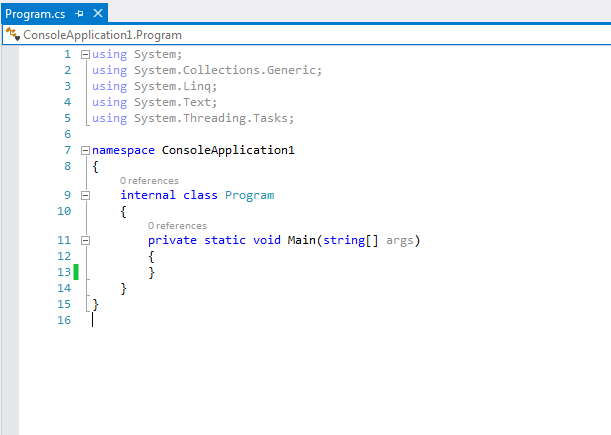 Program.cs
ConsoleApplication1.Program
1 using System;
2 using System.Collections.Generic;
3 using System.Linq;
4 using System.Text;
5 using System.Threading.Tasks;
6
7 namespace ConsoleApplication1
8 {
0 references
9 internal class Program
10 {
0 references
11 private static void Main(string[] args)
12 {
13 }
14 }
15 }
16